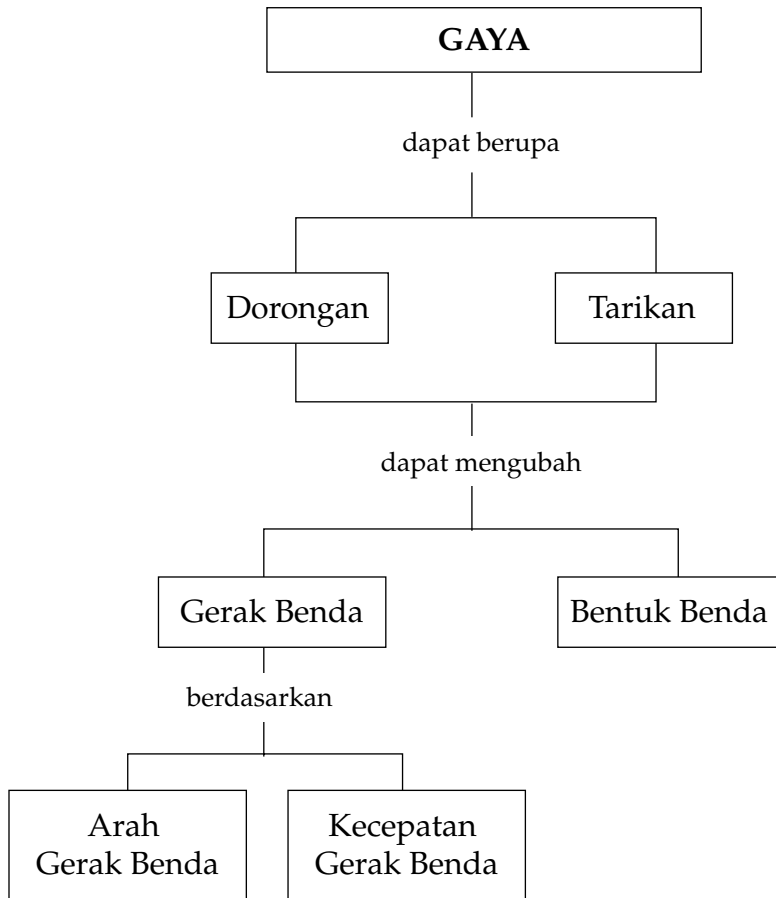 GAYA
dapat berupa
Dorongan
Tarikan
dapat mengubah
Gerak Benda
Bentuk Benda
berdasarkan
Arah
Gerak Benda
Kecepatan
Gerak Benda